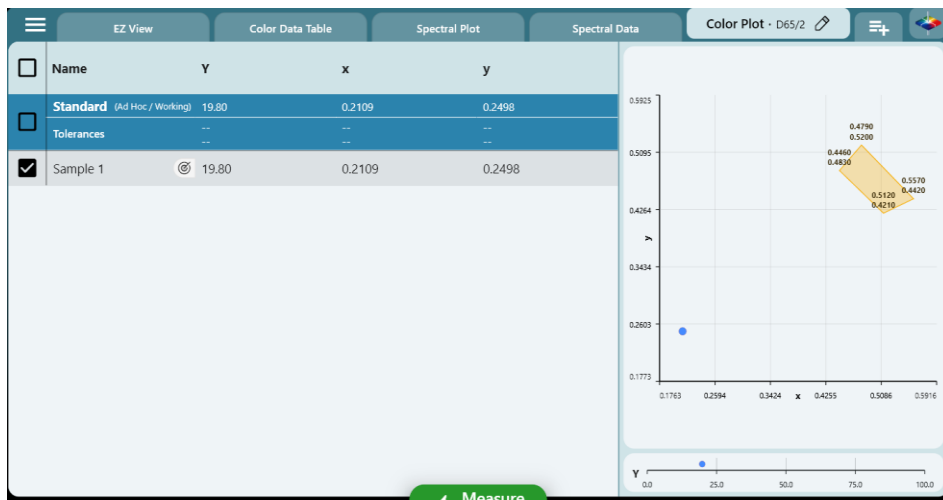 EZ View Color Data Table Spectral Plot Spectral Data Color Plot · D65/2
Name Y x y
Standard (Ad Hoc / Working) 19.80 0.2109 0.2498
Tolerances -- -- --
-- -- --
Sample 1 19.80 0.2109 0.2498
0.5925
0.5095
0.4264
y
0.3434
0.2603
0.1773
0.4790
0.5200
0.4460
0.4830
0.5570
0.4420
0.5120
0.4210
0.1763 0.2594 0.3424 x 0.4255 0.5086 0.5916
Y
0.0 25.0 50.0 75.0 100.0
Measure